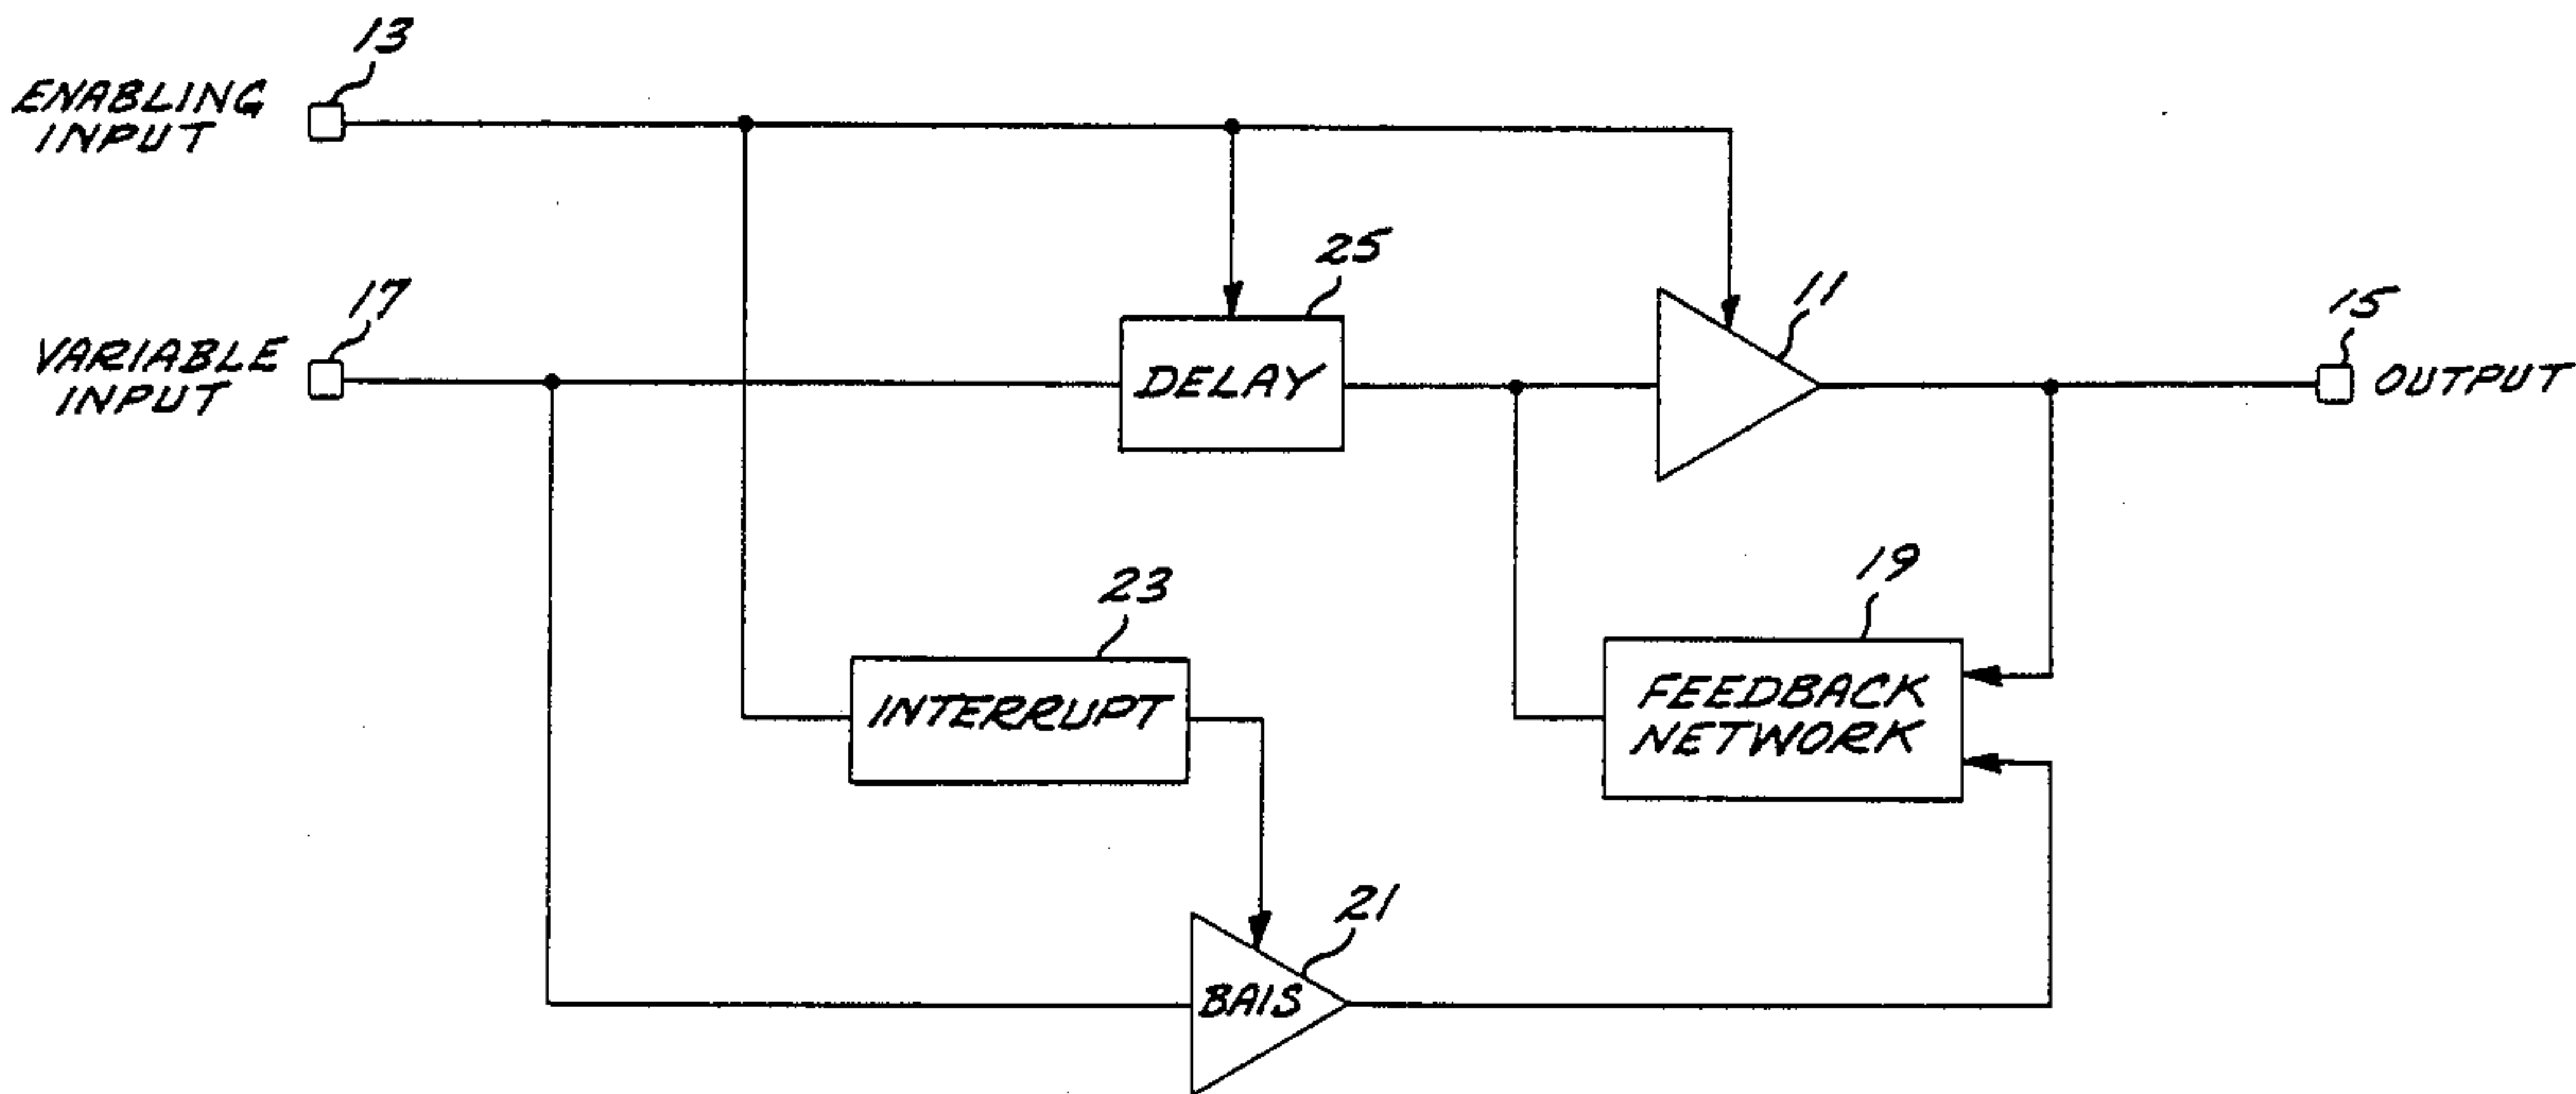 13
ENABLING
INPUT
25
17
11
15
VARIABLE
INPUT
DELAY
OUTPUT
23
19
INTERRUPT
FEEDBACK
NETWORK
21
BAIS